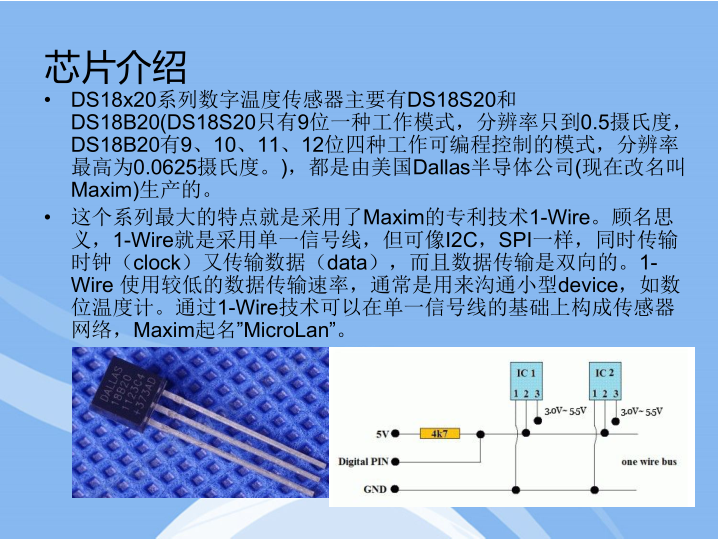 芯片介绍
• DS18x20系列数字温度传感器主要有DS18S20和
DS18B20(DS18S20只有9位一种工作模式，分辨率只到0.5摄氏度，
DS18B20有9、10、11、12位四种工作可编程控制的模式，分辨率
最高为0.0625摄氏度。)，都是由美国Dallas半导体公司(现在改名叫
Maxim)生产的。
• 这个系列最大的特点就是采用了Maxim的专利技术1-Wire。顾名思
义，1-Wire就是采用单一信号线，但可像I2C，SPI一样，同时传输
时钟（clock）又传输数据（data），而且数据传输是双向的。1-
Wire 使用较低的数据传输速率，通常是用来沟通小型device，如数
位温度计。通过1-Wire技术可以在单一信号线的基础上构成传感器
网络，Maxim起名”MicroLan”。
DALLAS
18B20
1123C4
+373AD
IC 1
IC 2
1 2 3
1 2 3
3.0V~ 5.5V
3.0V~ 5.5V
5V
4k7
Digital PIN
one wire bus
GND